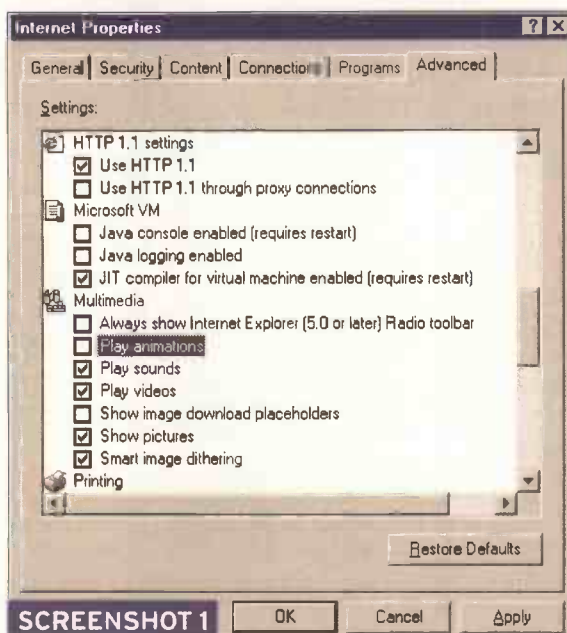 Internet Properties
General Security Content Connections Programs Advanced
Settings:
HTTP 1.1 settings
Use HTTP 1.1
Use HTTP 1.1 through proxy connections
Microsoft VM
Java console enabled (requires restart)
Java logging enabled
JIT compiler for virtual machine enabled (requires restart)
Multimedia
Always show Internet Explorer (5.0 or later) Radio toolbar
Play animations
Play sounds
Play videos
Show image download placeholders
Show pictures
Smart image dithering
Printing
Restore Defaults
SCREENSHOT 1
OK Cancel Apply